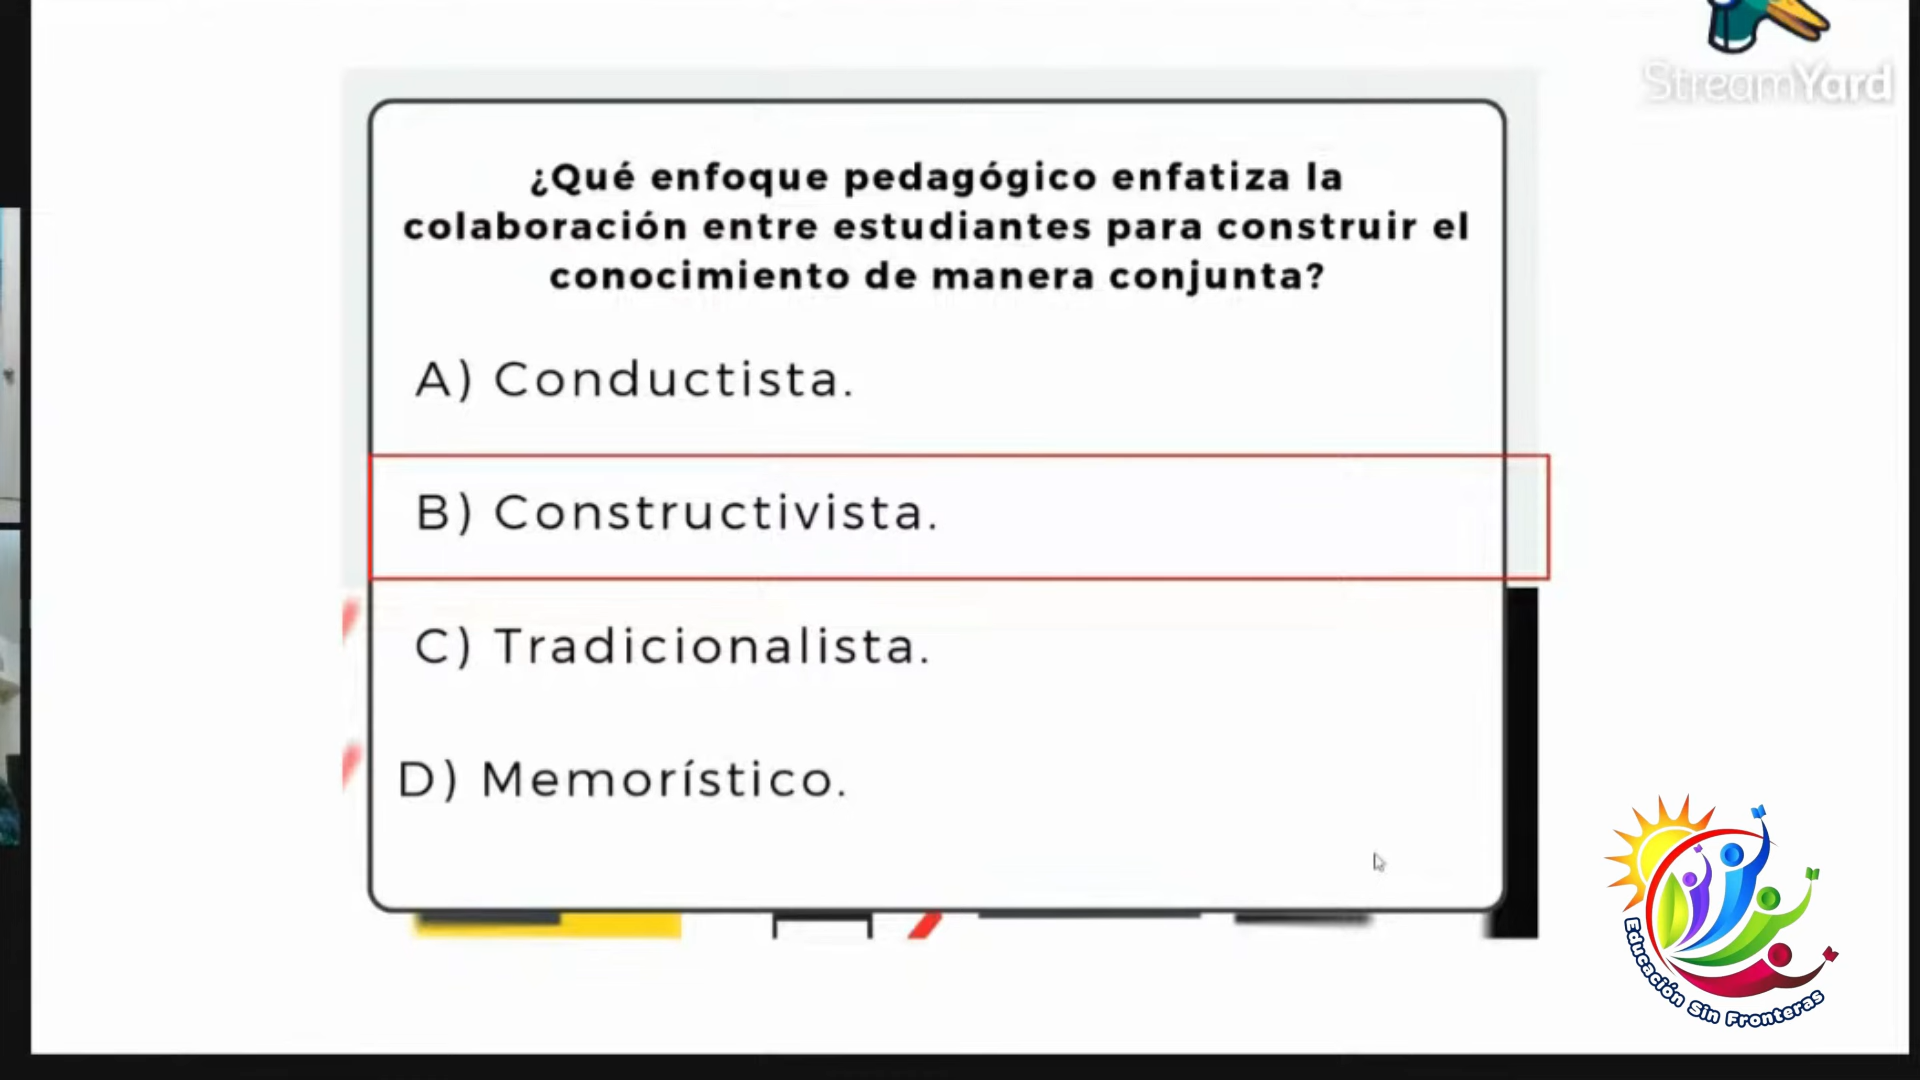 StreamYard
¿Qué enfoque pedagógico enfatiza la
colaboración entre estudiantes para construir el
conocimiento de manera conjunta?
A) Conductista.
B) Constructivista.
C) Tradicionalista.
D) Memorístico.
Educación Sin Fronteras